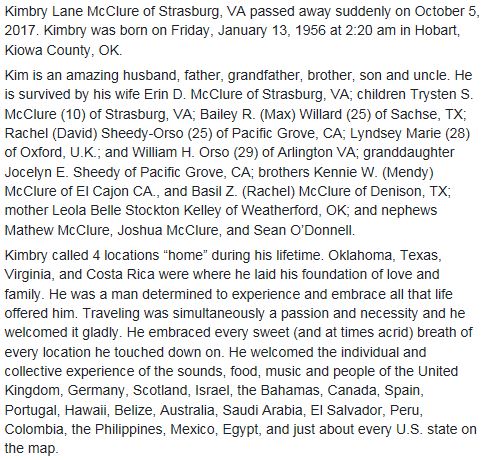 Kimbry Lane McClure of Strasburg, VA passed away suddenly on October 5,
2017. Kimbry was born on Friday, January 13, 1956 at 2:20 am in Hobart,
Kiowa County, OK.
Kim is an amazing husband, father, grandfather, brother, son and uncle. He
is survived by his wife Erin D. McClure of Strasburg, VA; children Trysten S.
McClure (10) of Strasburg, VA; Bailey R. (Max) Willard (25) of Sachse, TX;
Rachel (David) Sheedy-Orso (25) of Pacific Grove, CA; Lyndsey Marie (28)
of Oxford, U.K.; and William H. Orso (29) of Arlington VA; granddaughter
Jocelyn E. Sheedy of Pacific Grove, CA; brothers Kennie W. (Mendy)
McClure of El Cajon CA., and Basil Z. (Rachel) McClure of Denison, TX;
mother Leola Belle Stockton Kelley of Weatherford, OK; and nephews
Mathew McClure, Joshua McClure, and Sean O’Donnell.
Kimbry called 4 locations “home” during his lifetime. Oklahoma, Texas,
Virginia, and Costa Rica were where he laid his foundation of love and
family. He was a man determined to experience and embrace all that life
offered him. Traveling was simultaneously a passion and necessity and he
welcomed it gladly. He embraced every sweet (and at times acrid) breath of
every location he touched down on. He welcomed the individual and
collective experience of the sounds, food, music and people of the United
Kingdom, Germany, Scotland, Israel, the Bahamas, Canada, Spain,
Portugal, Hawaii, Belize, Australia, Saudi Arabia, El Salvador, Peru,
Colombia, the Philippines, Mexico, Egypt, and just about every U.S. state on
the map.